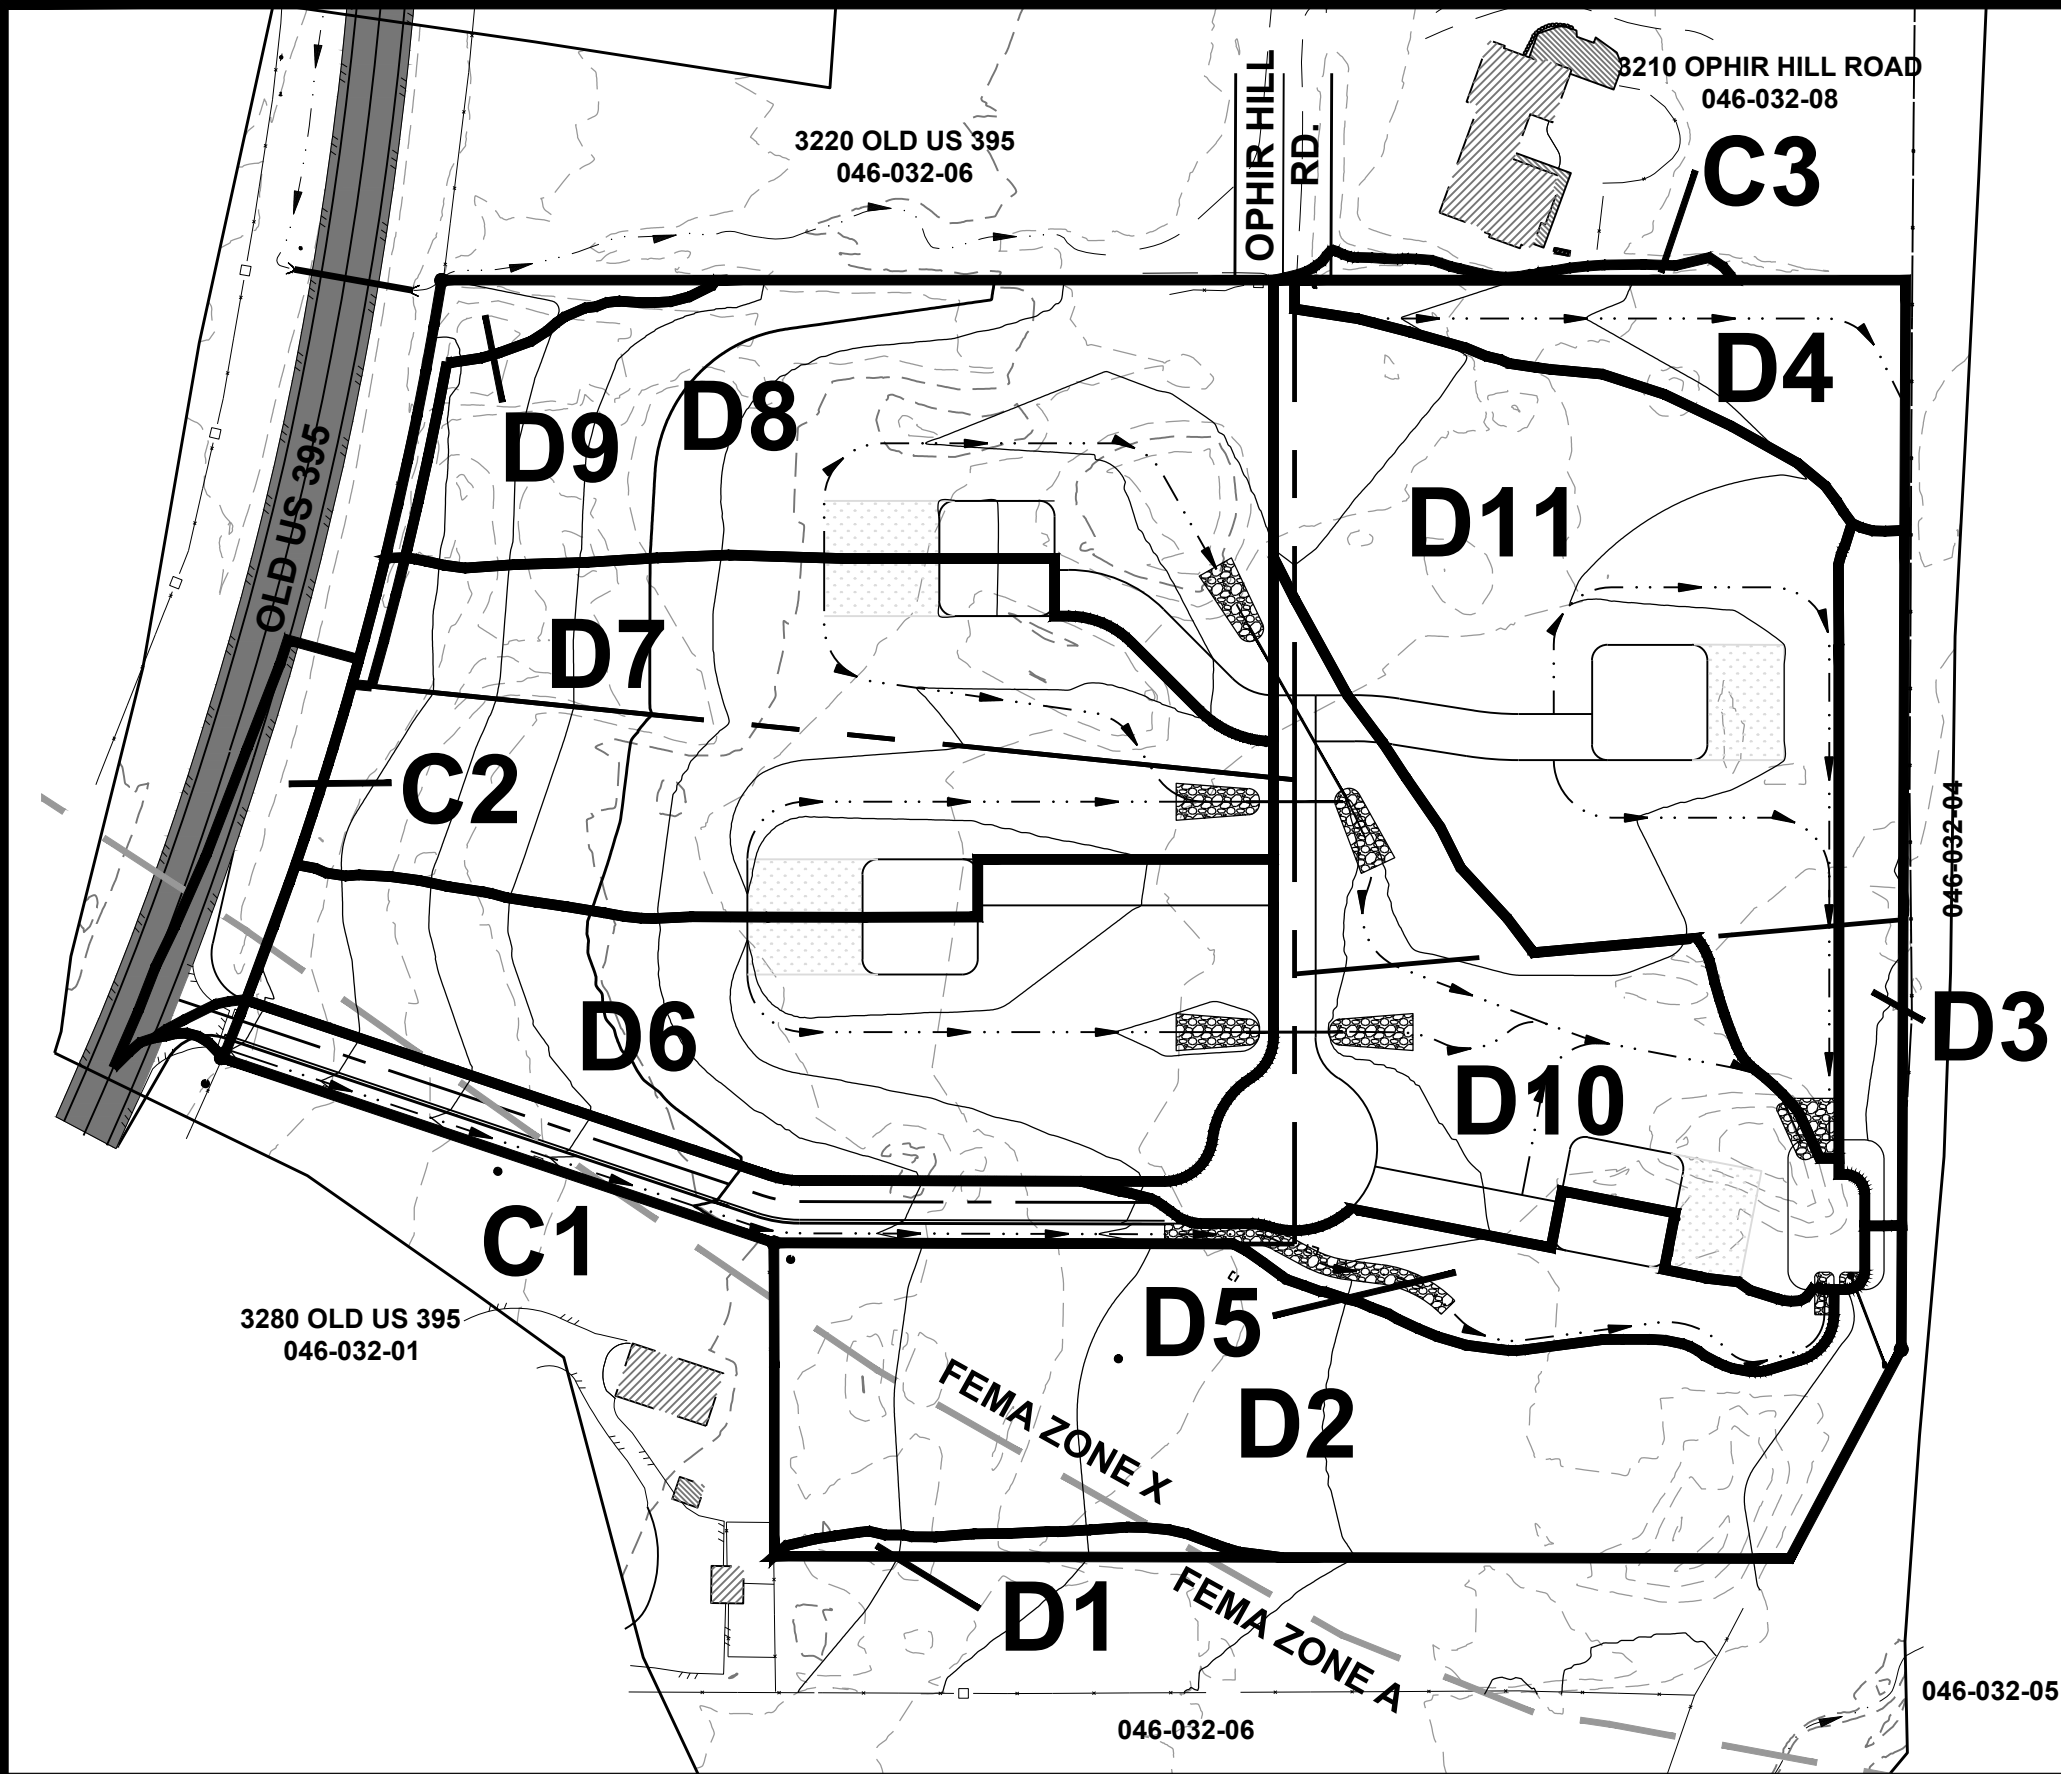 3210 OPHIR HILL ROAD
046-032-08
C3
OPHIR HILL
RD.
3220 OLD US 395
046-032-06
D4
D8
D9
D11
OLD US 395
D7
C2
046-032-04
D3
D6
D10
C1
D5
3280 OLD US 395
046-032-01
D2
FEMA ZONE X
D1
FEMA ZONE A
046-032-05
046-032-06